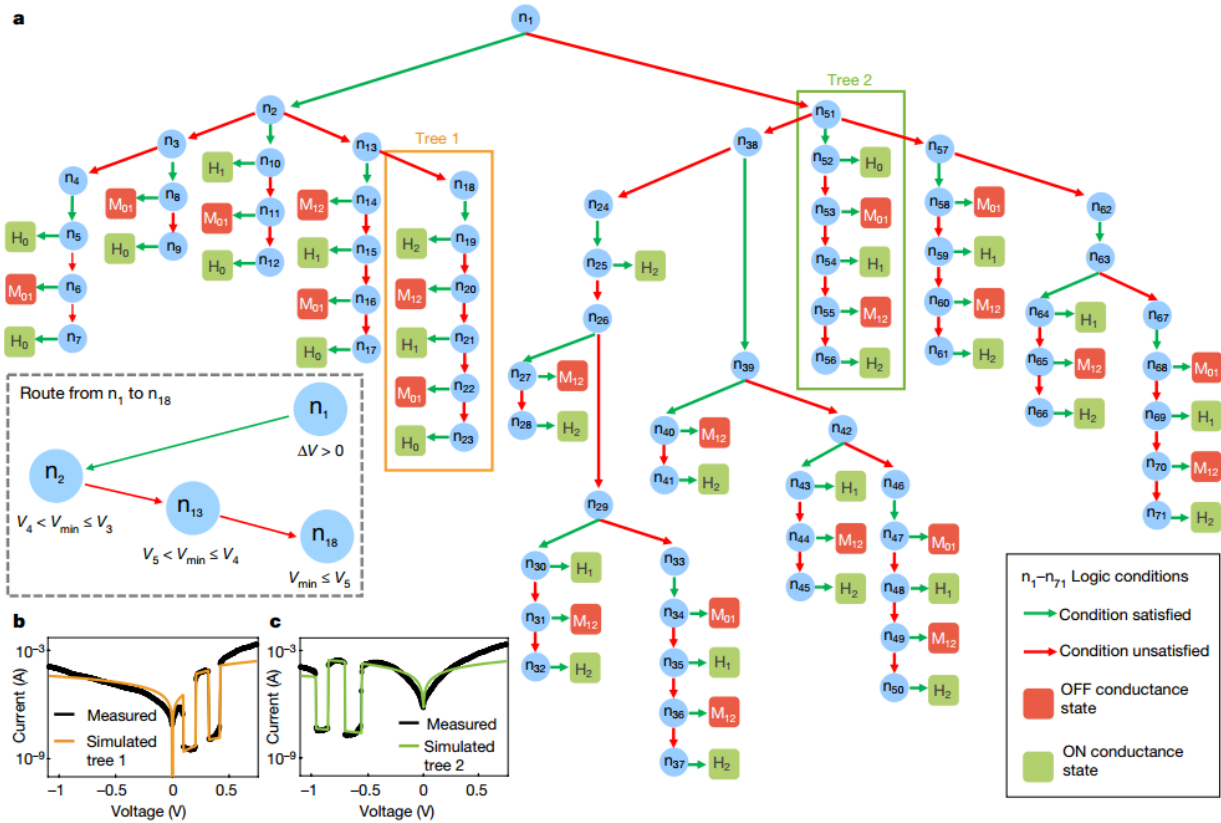 a
n1
Tree 2
n2
n51
n3
Tree 1
n38
n13
n52
H0
n57
n4
H1
n10
n18
M01
n8
M12
n14
n24
n53
M01
n58
M01
n62
H0
n5
M01
n11
H2
n19
H0
n9
H1
n15
n25
H2
n54
H1
n59
H1
n63
H0
n12
M01
n6
M12
n20
M01
n16
n26
n55
M12
n60
M12
n64
H1
n67
H0
n7
H1
n21
H0
n17
n56
H2
n61
H2
n65
M12
n68
M01
n39
Route from n1 to n18
n27
M12
M01
n22
n66
H2
n69
H1
n1
ΔV > 0
n28
H2
H0
n23
n40
M12
n42
n70
M12
n2
n41
H2
n43
H1
n46
n13
n29
n71
H2
V4 < Vmin ≤ V3
n18
n44
M12
n47
M01
V5 < Vmin ≤ V4
n30
H1
n33
Vmin ≤ V5
n45
H2
n48
H1
n31
M12
n34
M01
n49
M12
n32
H2
n35
H1
n50
H2
n36
M12
n37
H2
n1–n71 Logic conditions
Condition satisfied
Condition unsatisfied
OFF conductance
state
ON conductance
state
b
Current (A)
10−3
10−9
Measured
Simulated
tree 1
−1
−0.5
0
0.5
Voltage (V)
c
Current (A)
10−3
10−9
Measured
Simulated
tree 2
−1
−0.5
0
0.5
Voltage (V)